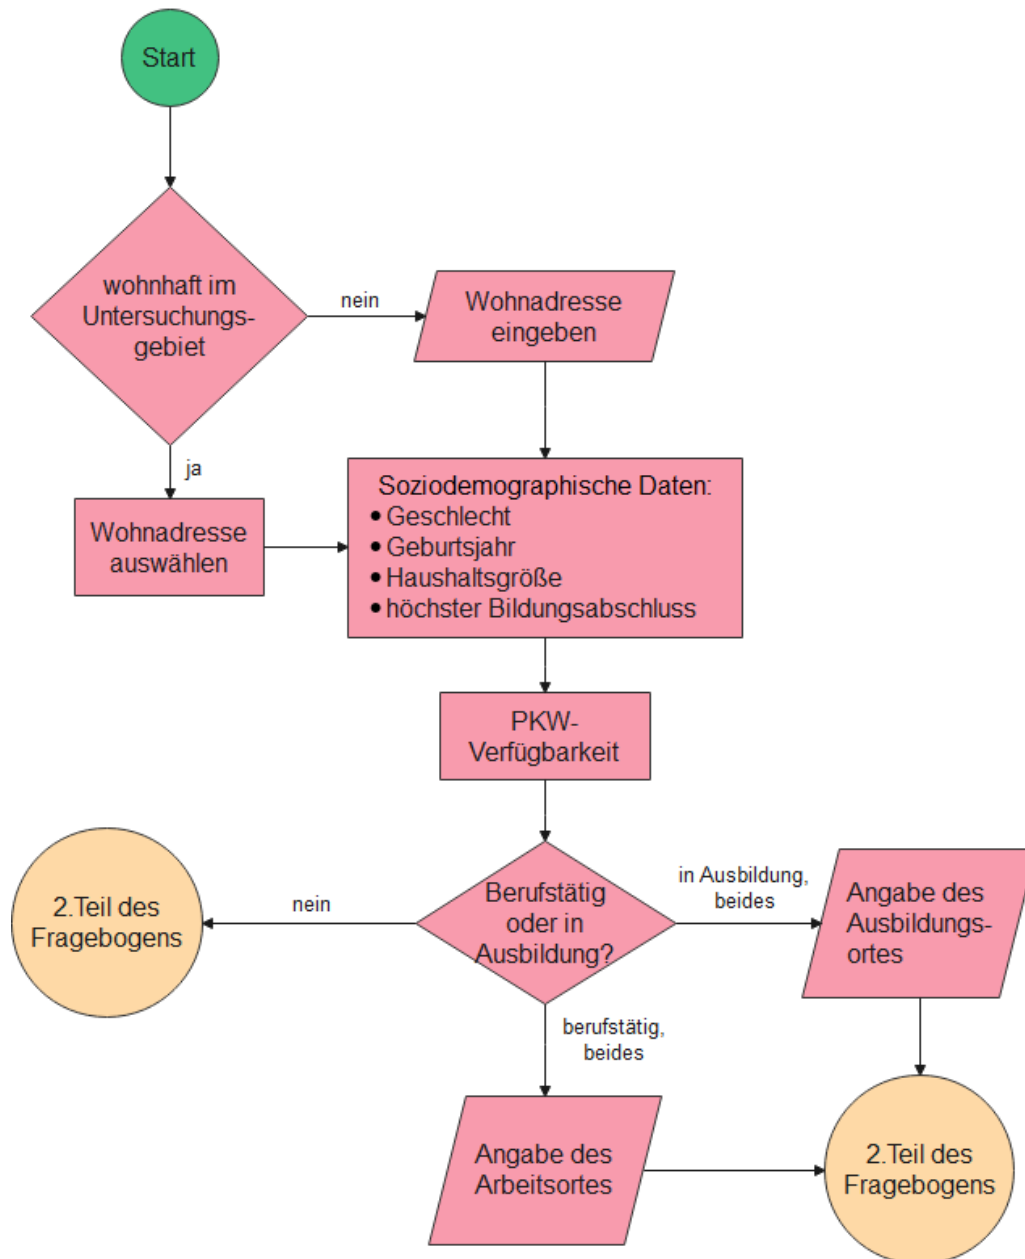 Start
wohnhaft im
Untersuchungs-
gebiet
nein
Wohnadresse
eingeben
ja
Wohnadresse
auswählen
Soziodemographische Daten:
• Geschlecht
• Geburtsjahr
• Haushaltsgröße
• höchster Bildungsabschluss
PKW-
Verfügbarkeit
Berufstätig
oder in
Ausbildung?
nein
2.Teil des
Fragebogens
in Ausbildung,
beides
Angabe des
Ausbildungs-
ortes
berufstätig,
beides
Angabe des
Arbeitsortes
2.Teil des
Fragebogens